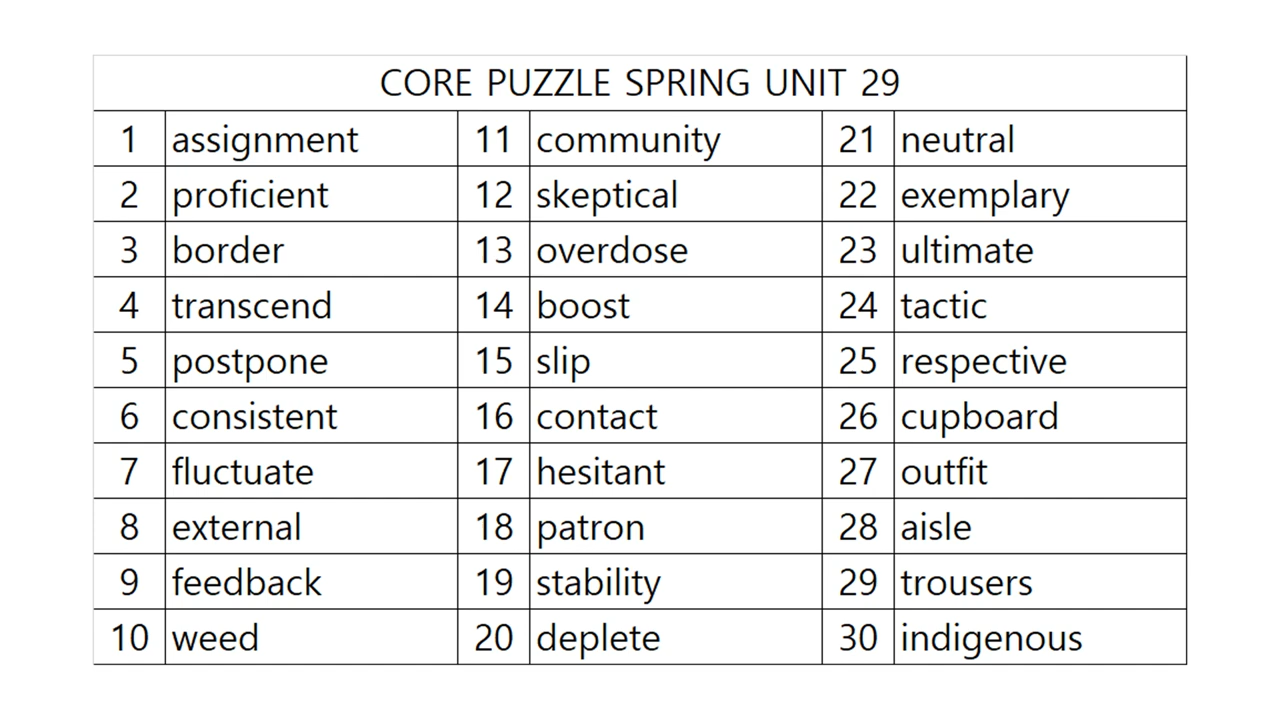 CORE PUZZLE SPRING UNIT 29
1 assignment 11 community 21 neutral
2 proficient 12 skeptical 22 exemplary
3 border 13 overdose 23 ultimate
4 transcend 14 boost 24 tactic
5 postpone 15 slip 25 respective
6 consistent 16 contact 26 cupboard
7 fluctuate 17 hesitant 27 outfit
8 external 18 patron 28 aisle
9 feedback 19 stability 29 trousers
10 weed 20 deplete 30 indigenous